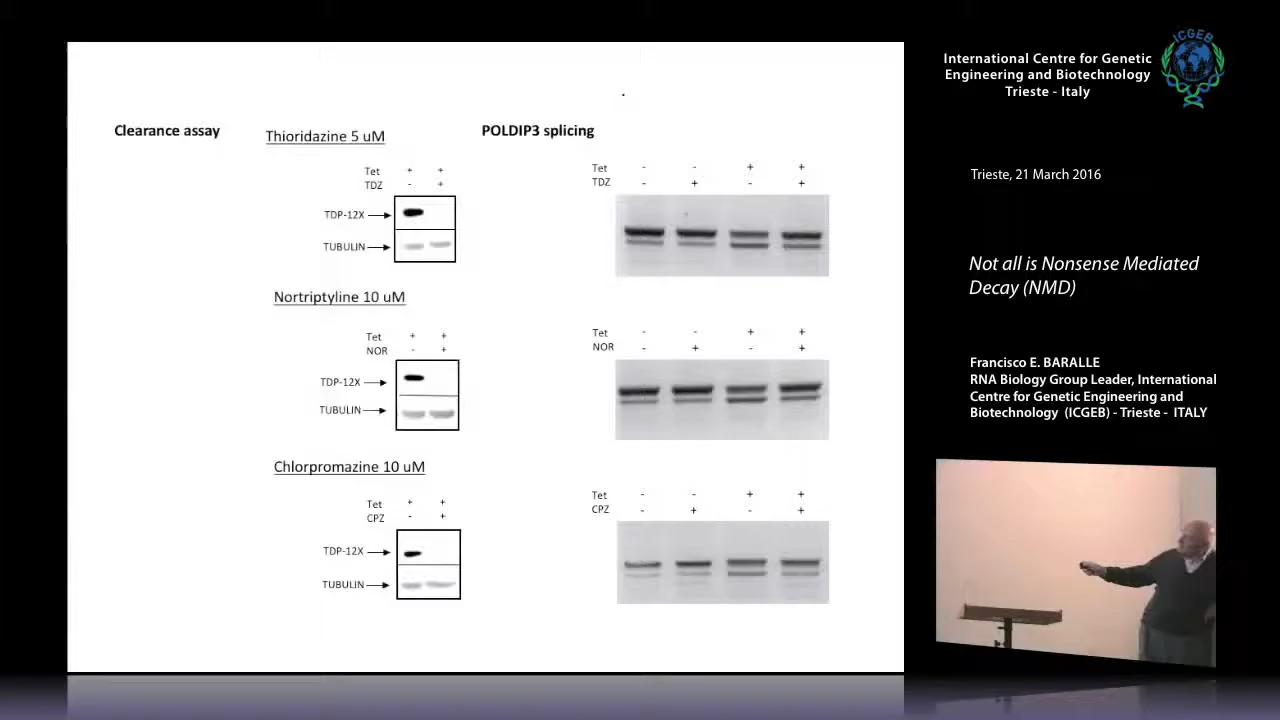 Clearance assay
Thioridazine 5 uM
POLDIP3 splicing
Tet + +
TDZ - +
TDP-12X
TUBULIN
Tet - - + +
TDZ - + - +
Nortriptyline 10 uM
Tet + +
NOR - +
TDP-12X
TUBULIN
Tet - - + +
NOR - + - +
Chlorpromazine 10 uM
Tet + +
CPZ - +
TDP-12X
TUBULIN
Tet - - + +
CPZ - + - +
ICGEB
International Centre for Genetic
Engineering and Biotechnology
Trieste - Italy
Trieste, 21 March 2016
Not all is Nonsense Mediated
Decay (NMD)
Francisco E. BARALLE
RNA Biology Group Leader, International
Centre for Genetic Engineering and
Biotechnology (ICGEB) - Trieste - ITALY